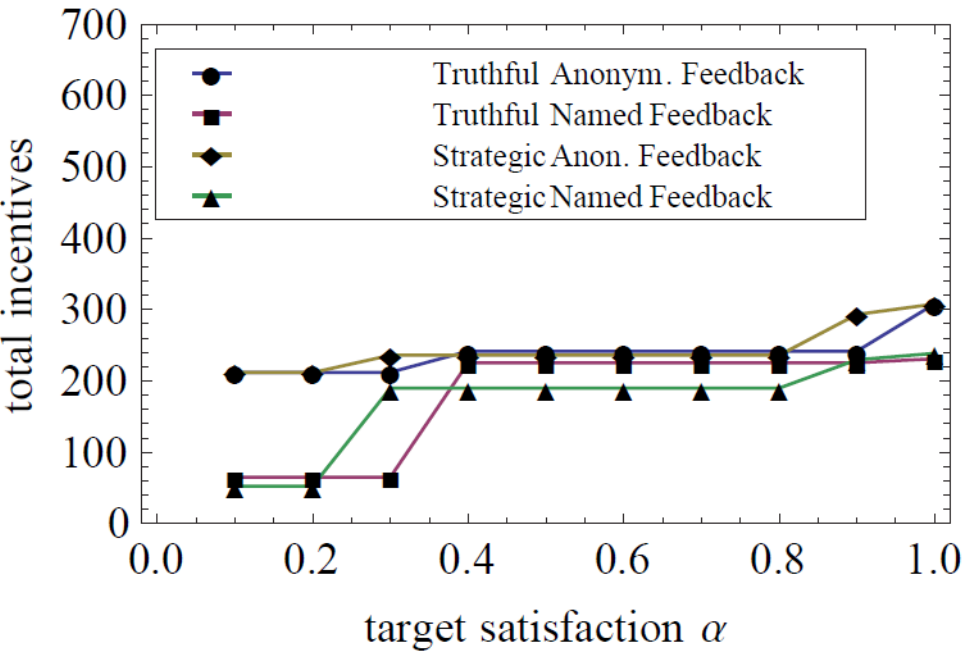 700
600
500
400
300
200
100
0
total incentives
Truthful Anonym. Feedback
Truthful Named Feedback
Strategic Anon. Feedback
Strategic Named Feedback
0.0 0.2 0.4 0.6 0.8 1.0
target satisfaction α